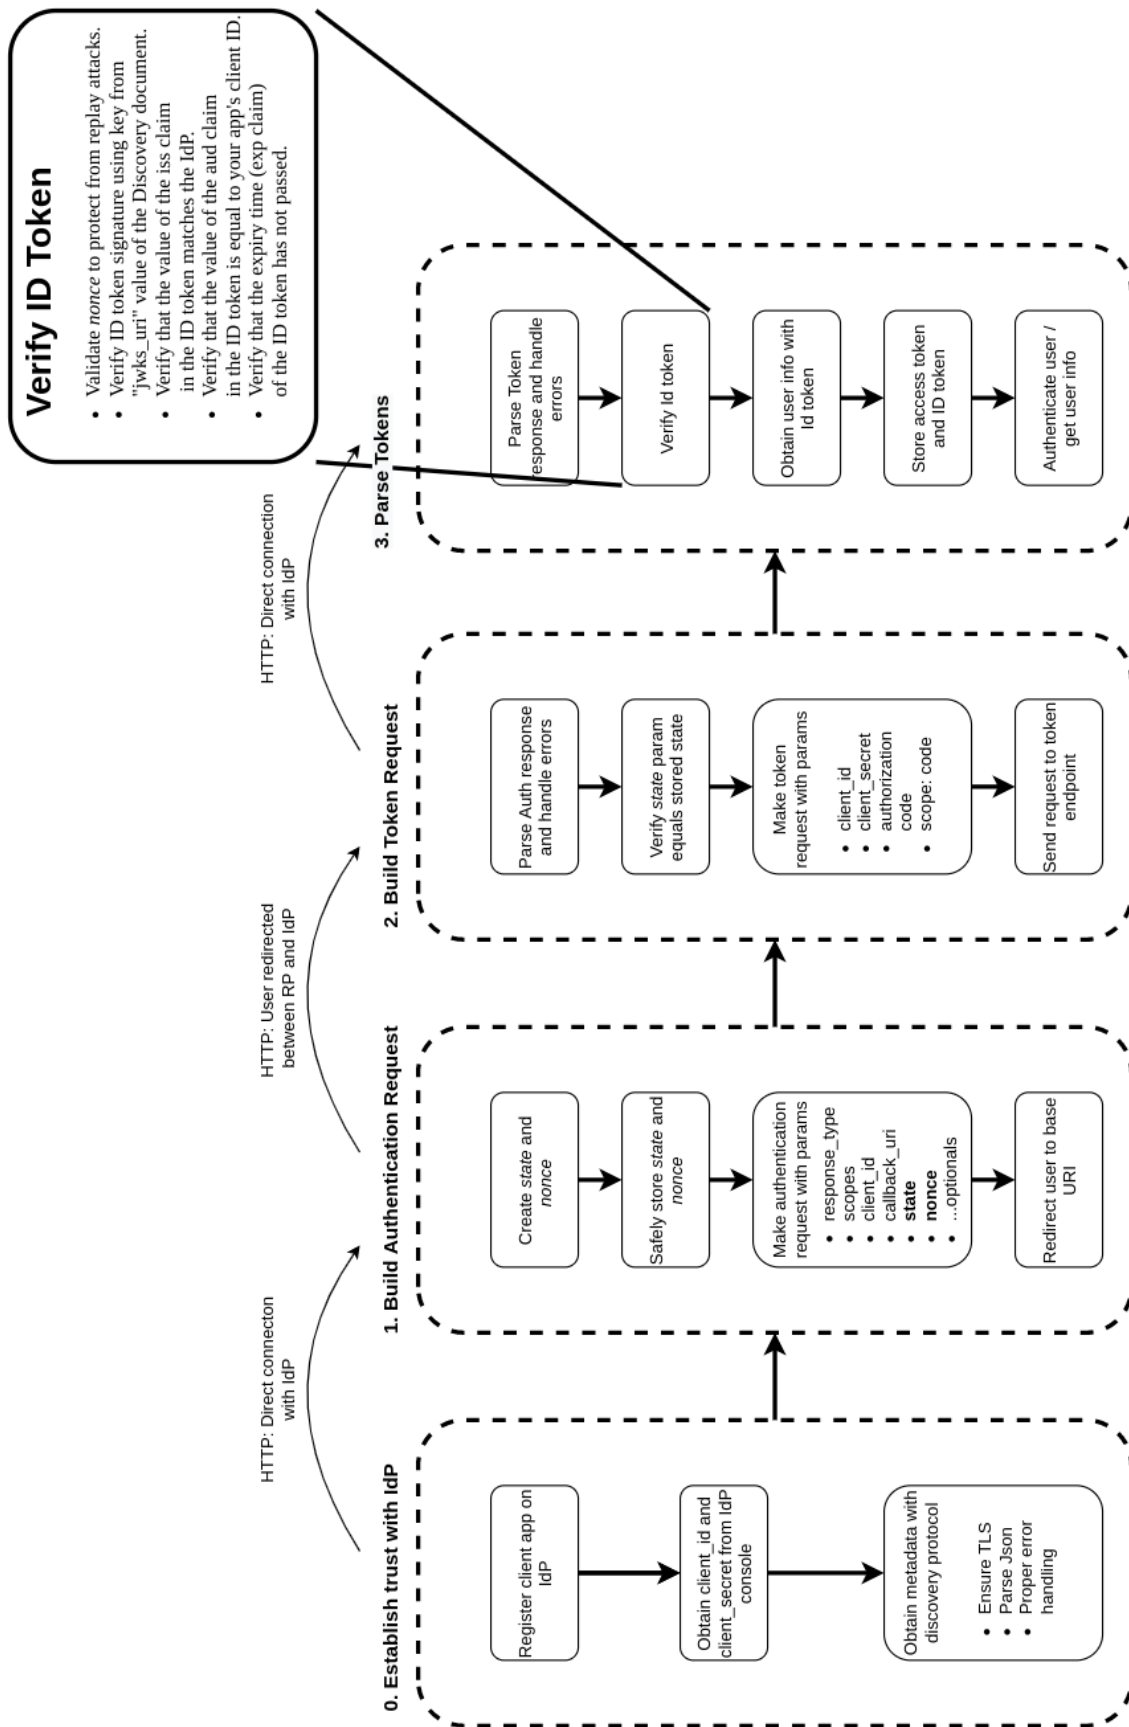 Verify ID Token
• Validate nonce to protect from replay attacks.
• Verify ID token signature using key from
"jwks_uri" value of the Discovery document.
• Verify that the value of the iss claim
in the ID token matches the IdP.
• Verify that the value of the aud claim
in the ID token is equal to your app's client ID.
• Verify that the expiry time (exp claim)
of the ID token has not passed.
HTTP: Direct connecton
with IdP
HTTP: User redirected
between RP and IdP
HTTP: Direct connection
with IdP
0. Establish trust with IdP
Register client app on
IdP
Obtain client_id and
client_secret from IdP
console
Obtain metadata with
discovery protocol
• Ensure TLS
• Parse Json
• Proper error
handling
1. Build Authentication Request
Create state and
nonce
Safely store state and
nonce
Make authentication
request with params
• response_type
• scopes
• client_id
• callback_uri
• state
• nonce
• ...optionals
Redirect user to base
URI
2. Build Token Request
Parse Auth response
and handle errors
Verify state param
equals stored state
Make token
request with params
• client_id
• client_secret
• authorization
code
• scope: code
Send request to token
endpoint
3. Parse Tokens
Parse Token
response and handle
errors
Verify Id token
Obtain user info with
Id token
Store access token
and ID token
Authenticate user /
get user info